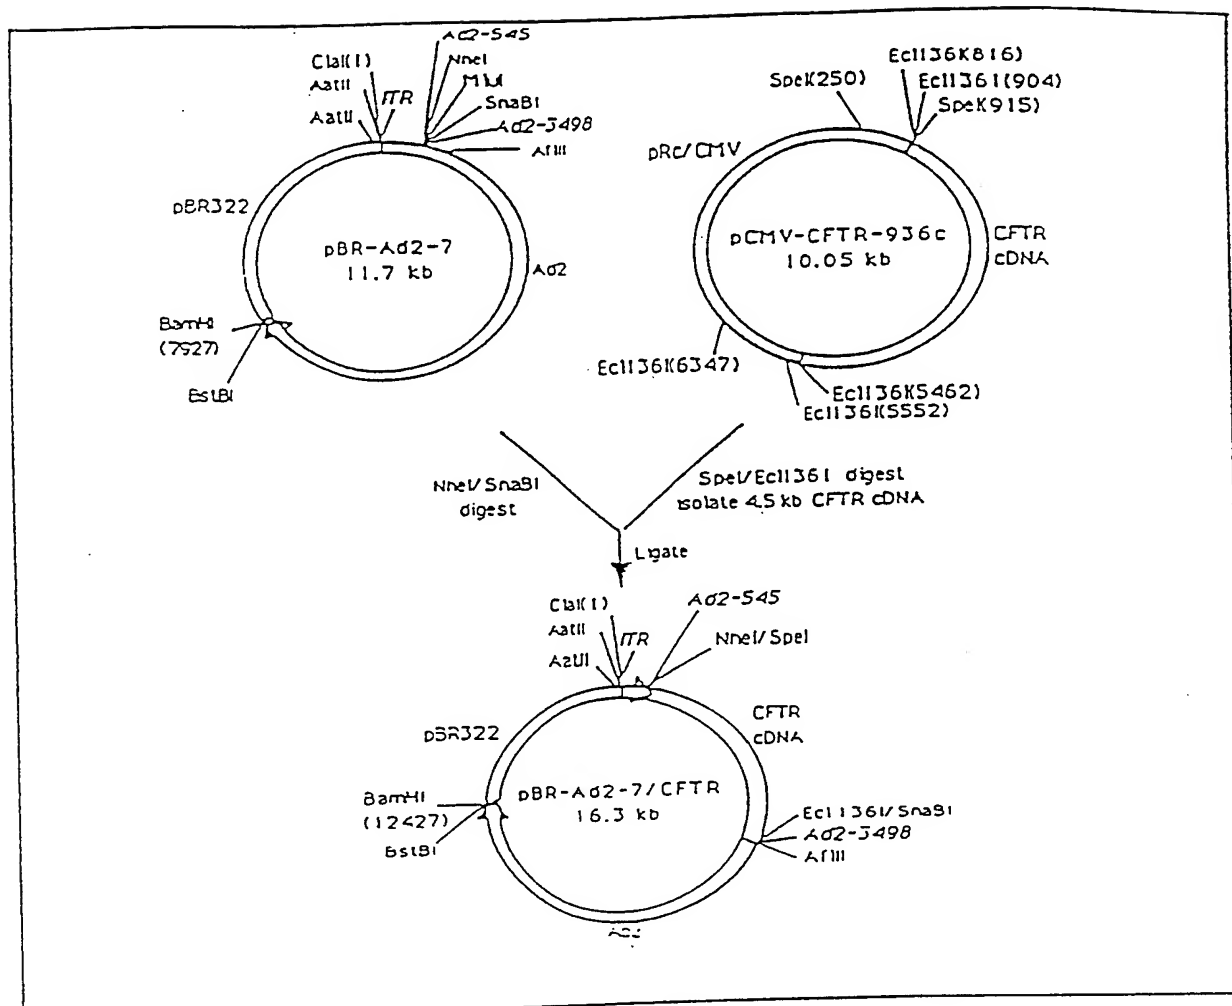 Ad2-545
NheI
MluI
SnaBI
Ad2-3498
AflII
ClaI(1)
AatII
AatII
ITR
pBR322
pBR-Ad2-7
11.7 kb
Ad2
BamHI
(7927)
BstBI
Ecl136I(816)
Ecl136I(904)
SpeI(915)
SpeI(250)
pRc/CMV
pCMV-CFTR-936c
10.05 kb
CFTR
cDNA
Ecl136I(6347)
Ecl136I(5462)
Ecl136I(5552)
NheI/SnaBI
digest
SpeI/Ecl136I digest
isolate 4.5 kb CFTR cDNA
Ligate
ClaI(1)
AatII
AatII
ITR
Ad2-545
NheI/SpeI
pBR322
CFTR
cDNA
pBR-Ad2-7/CFTR
16.3 kb
BamHI
(12427)
BstBI
Ecl136I/SnaBI
Ad2-3498
AflII